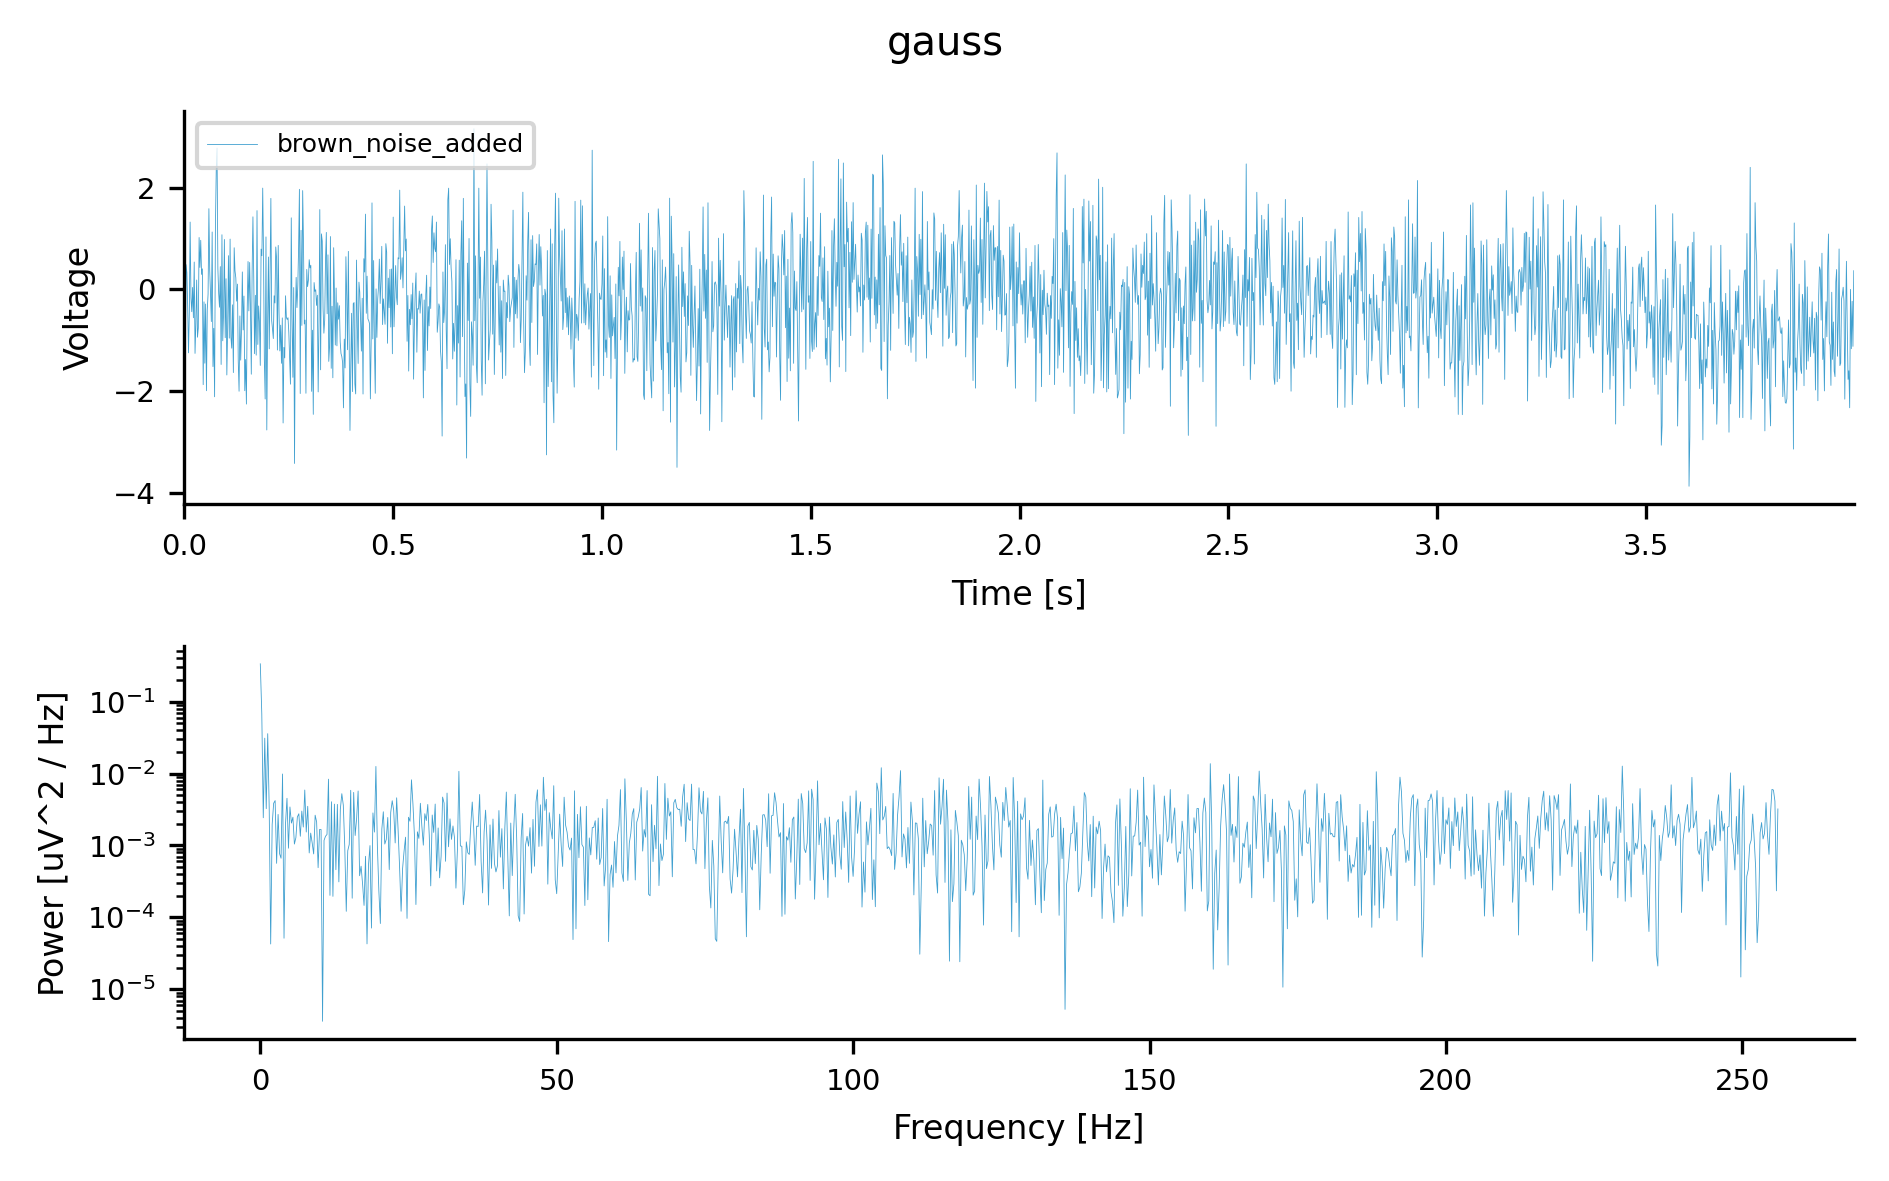 gauss
brown_noise_added
Voltage
2
0
−2
−4
0.0 0.5 1.0 1.5 2.0 2.5 3.0 3.5
Time [s]
Power [uV^2 / Hz]
10⁻¹
10⁻²
10⁻³
10⁻⁴
10⁻⁵
0 50 100 150 200 250
Frequency [Hz]